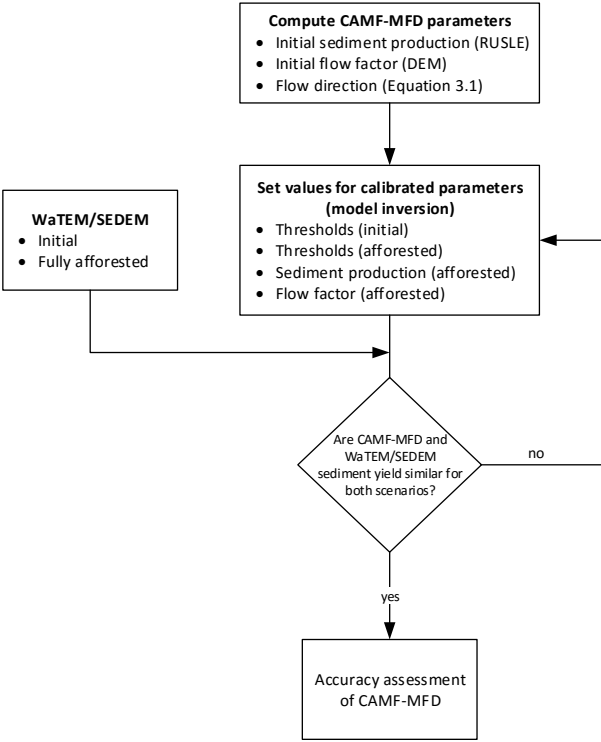 Compute CAMF-MFD parameters
• Initial sediment production (RUSLE)
• Initial flow factor (DEM)
• Flow direction (Equation 3.1)
Set values for calibrated parameters
(model inversion)
• Thresholds (initial)
• Thresholds (afforested)
• Sediment production (afforested)
• Flow factor (afforested)
WaTEM/SEDEM
• Initial
• Fully afforested
Are CAMF-MFD and
WaTEM/SEDEM
sediment yield similar for
both scenarios?
no
yes
Accuracy assessment
of CAMF-MFD